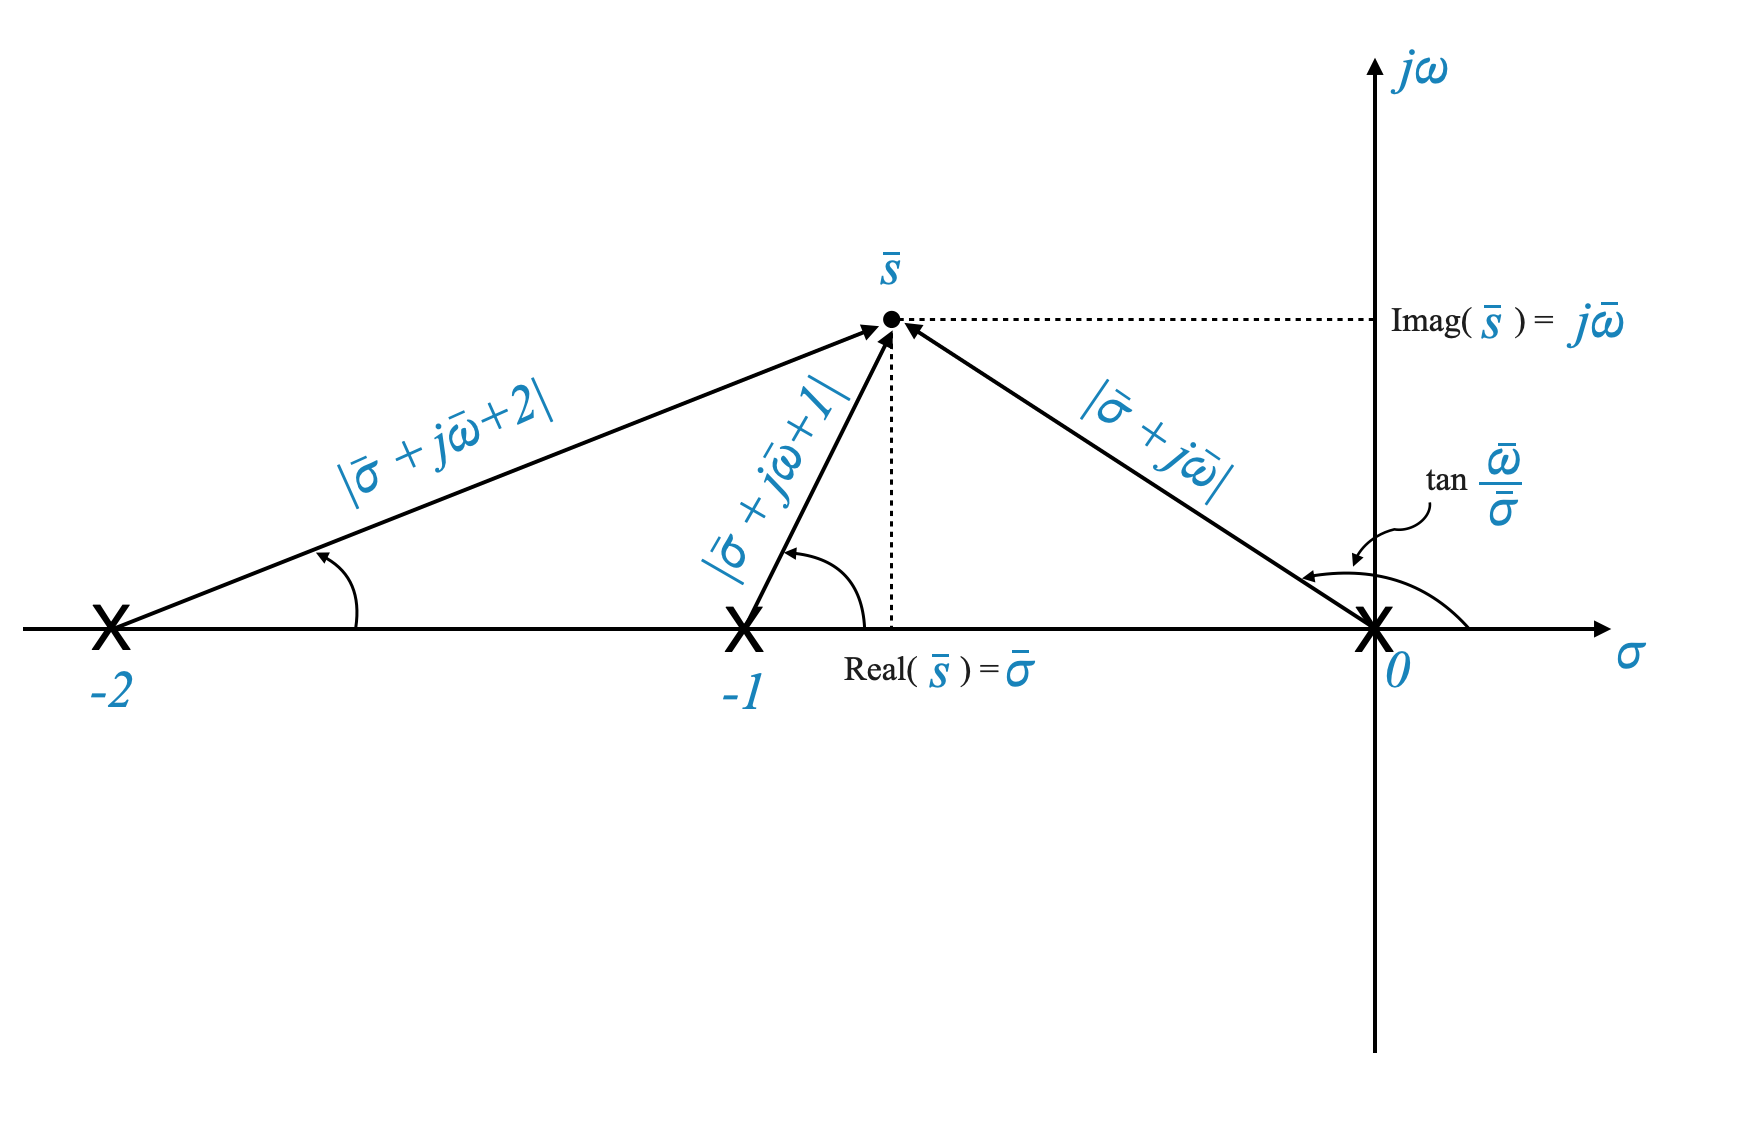 jω
s̄
Imag( s̄ ) = jω̄
|σ̄ + jω̄+2|
|σ̄ + jω̄+1|
|σ̄ + jω̄|
tan ω̄/σ̄
X X X
-2
-1
Real( s̄ ) = σ̄
0
σ